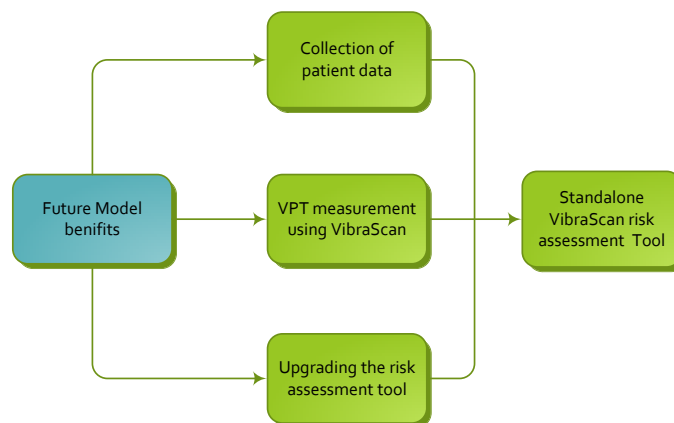 Collection of
patient data
Future Model
benifits
VPT measurement
using VibraScan
Standalone
VibraScan risk
assessment Tool
Upgrading the risk
assessment tool